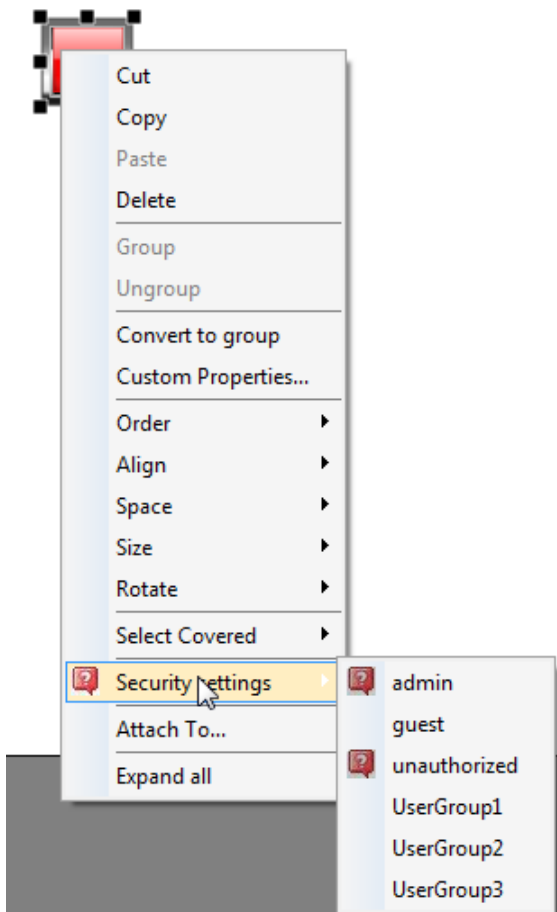 Cut
Copy
Paste
Delete
Group
Ungroup
Convert to group
Custom Properties...
Order
Align
Space
Size
Rotate
Select Covered
Security settings
Attach To...
Expand all
admin
guest
unauthorized
UserGroup1
UserGroup2
UserGroup3